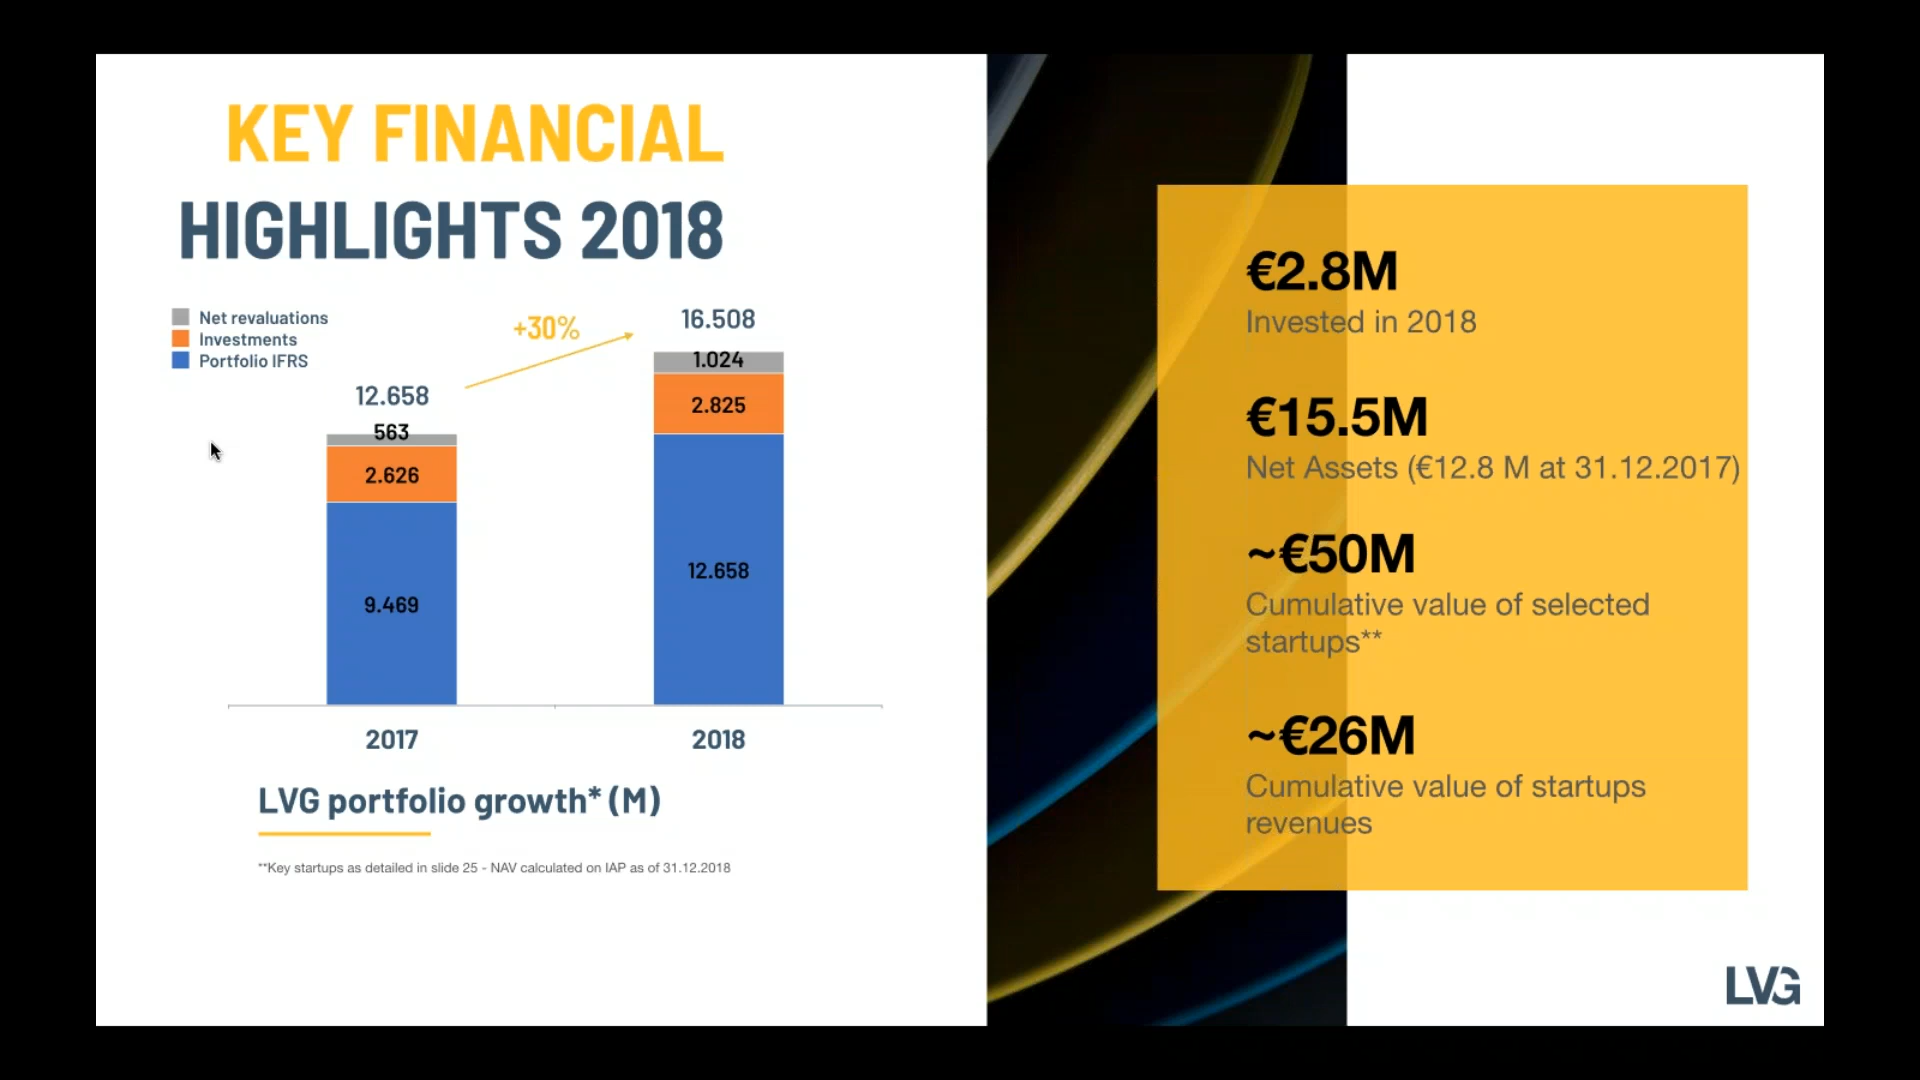 KEY FINANCIAL
HIGHLIGHTS 2018
Net revaluations
Investments
Portfolio IFRS
+30%
12.658
563
2.626
9.469
16.508
1.024
2.825
12.658
2017
2018
LVG portfolio growth* (M)
**Key startups as detailed in slide 25 - NAV calculated on IAP as of 31.12.2018
€2.8M
Invested in 2018
€15.5M
Net Assets (€12.8 M at 31.12.2017)
~€50M
Cumulative value of selected
startups**
~€26M
Cumulative value of startups
revenues
LVG